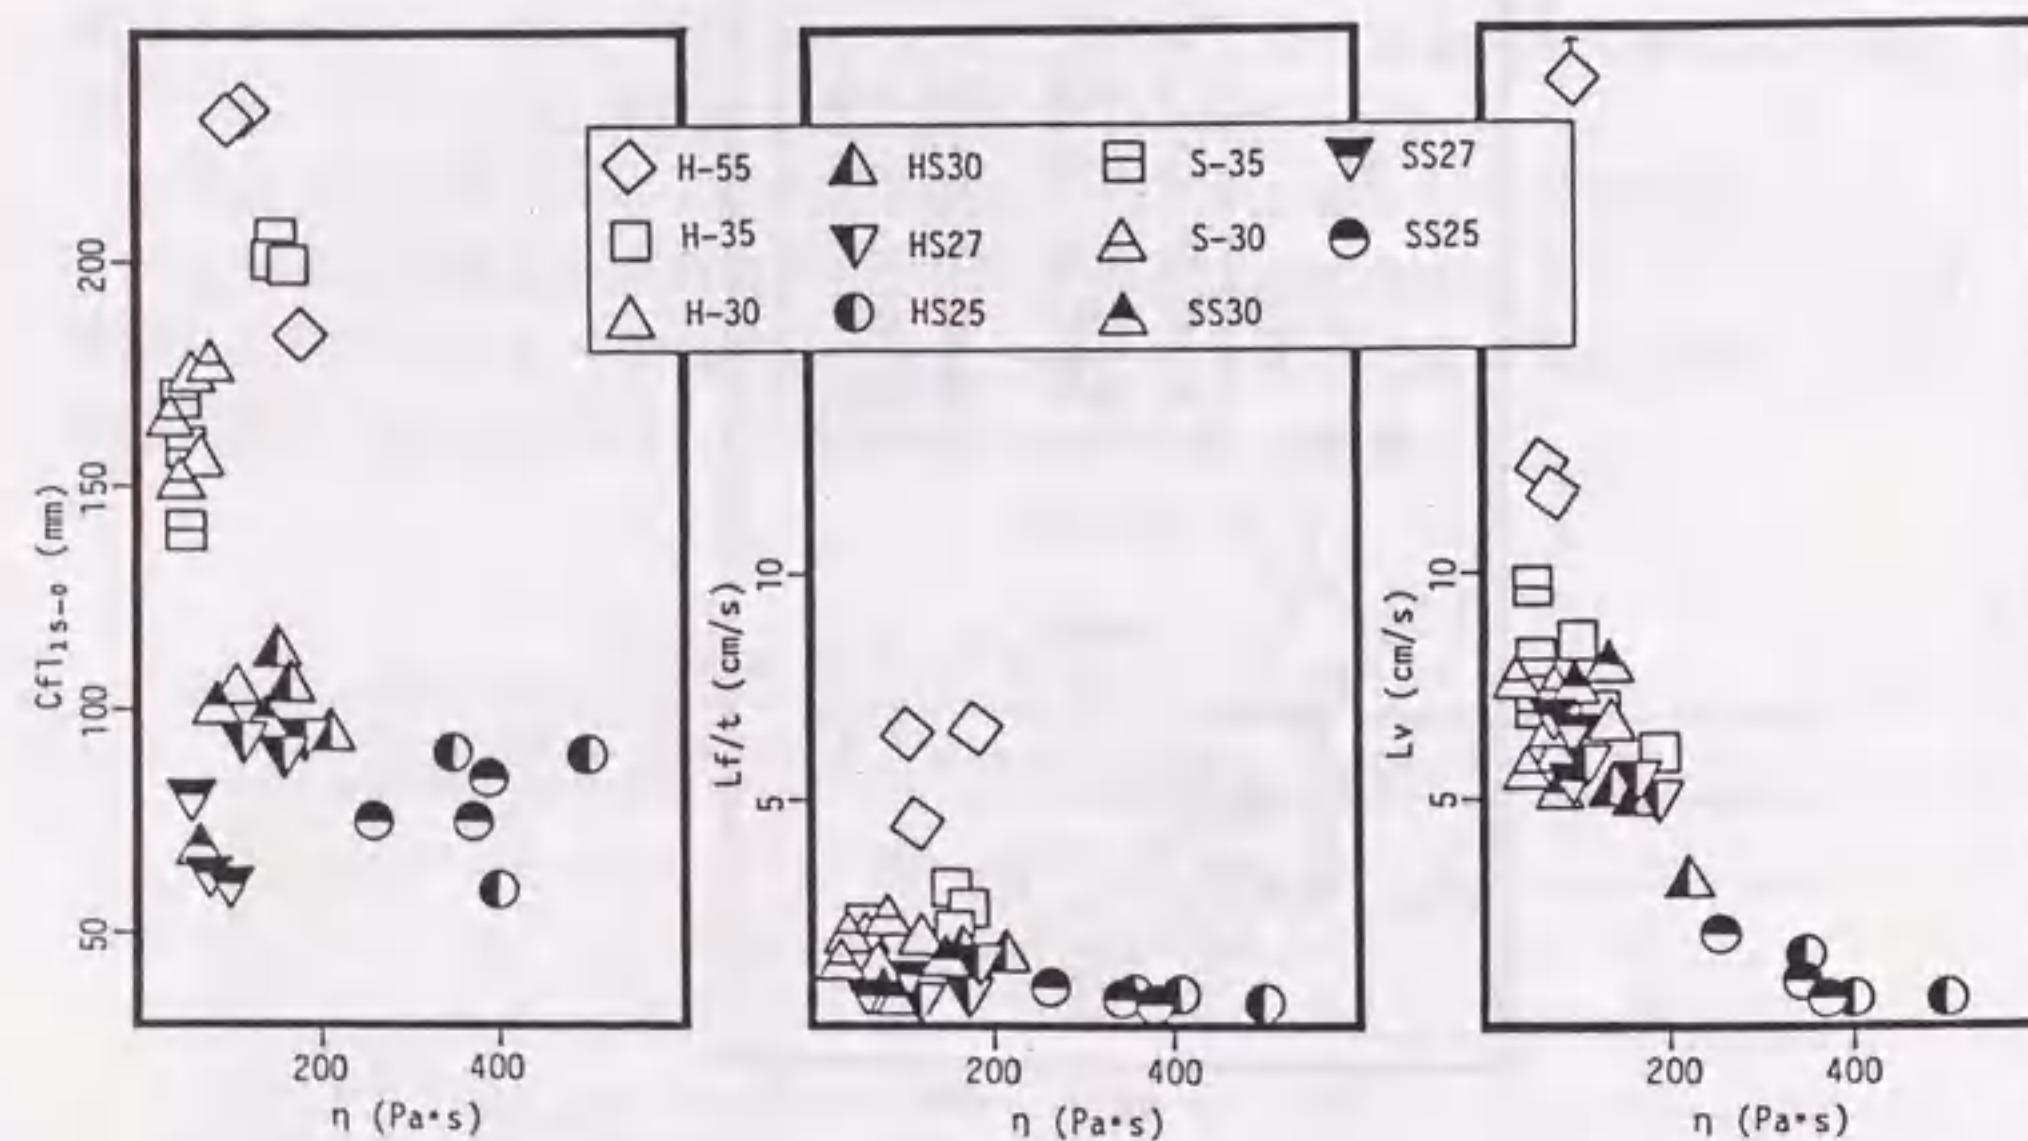 H-55 HS30 S-35 SS27
H-35 HS27 S-30 SS25
H-30 HS25 SS30
200
150
100
50
Cfl₁s-₀ (mm)
200 400
η (Pa•s)
10
5
Lf/t (cm/s)
200 400
η (Pa•s)
10
5
Lv (cm/s)
200 400
η (Pa•s)